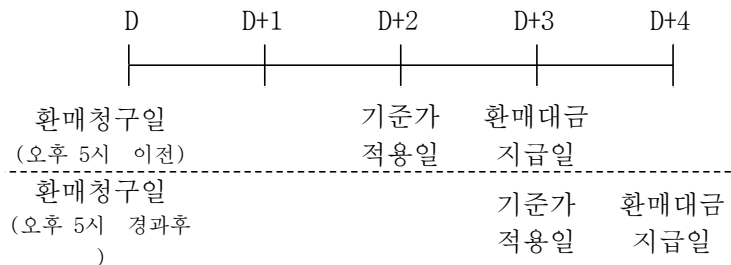 D D+1 D+2 D+3 D+4
환매청구일 기준가 환매대금
(오후 5시 이전) 적용일 지급일
환매청구일 기준가 환매대금
(오후 5시 경과후 적용일 지급일
)